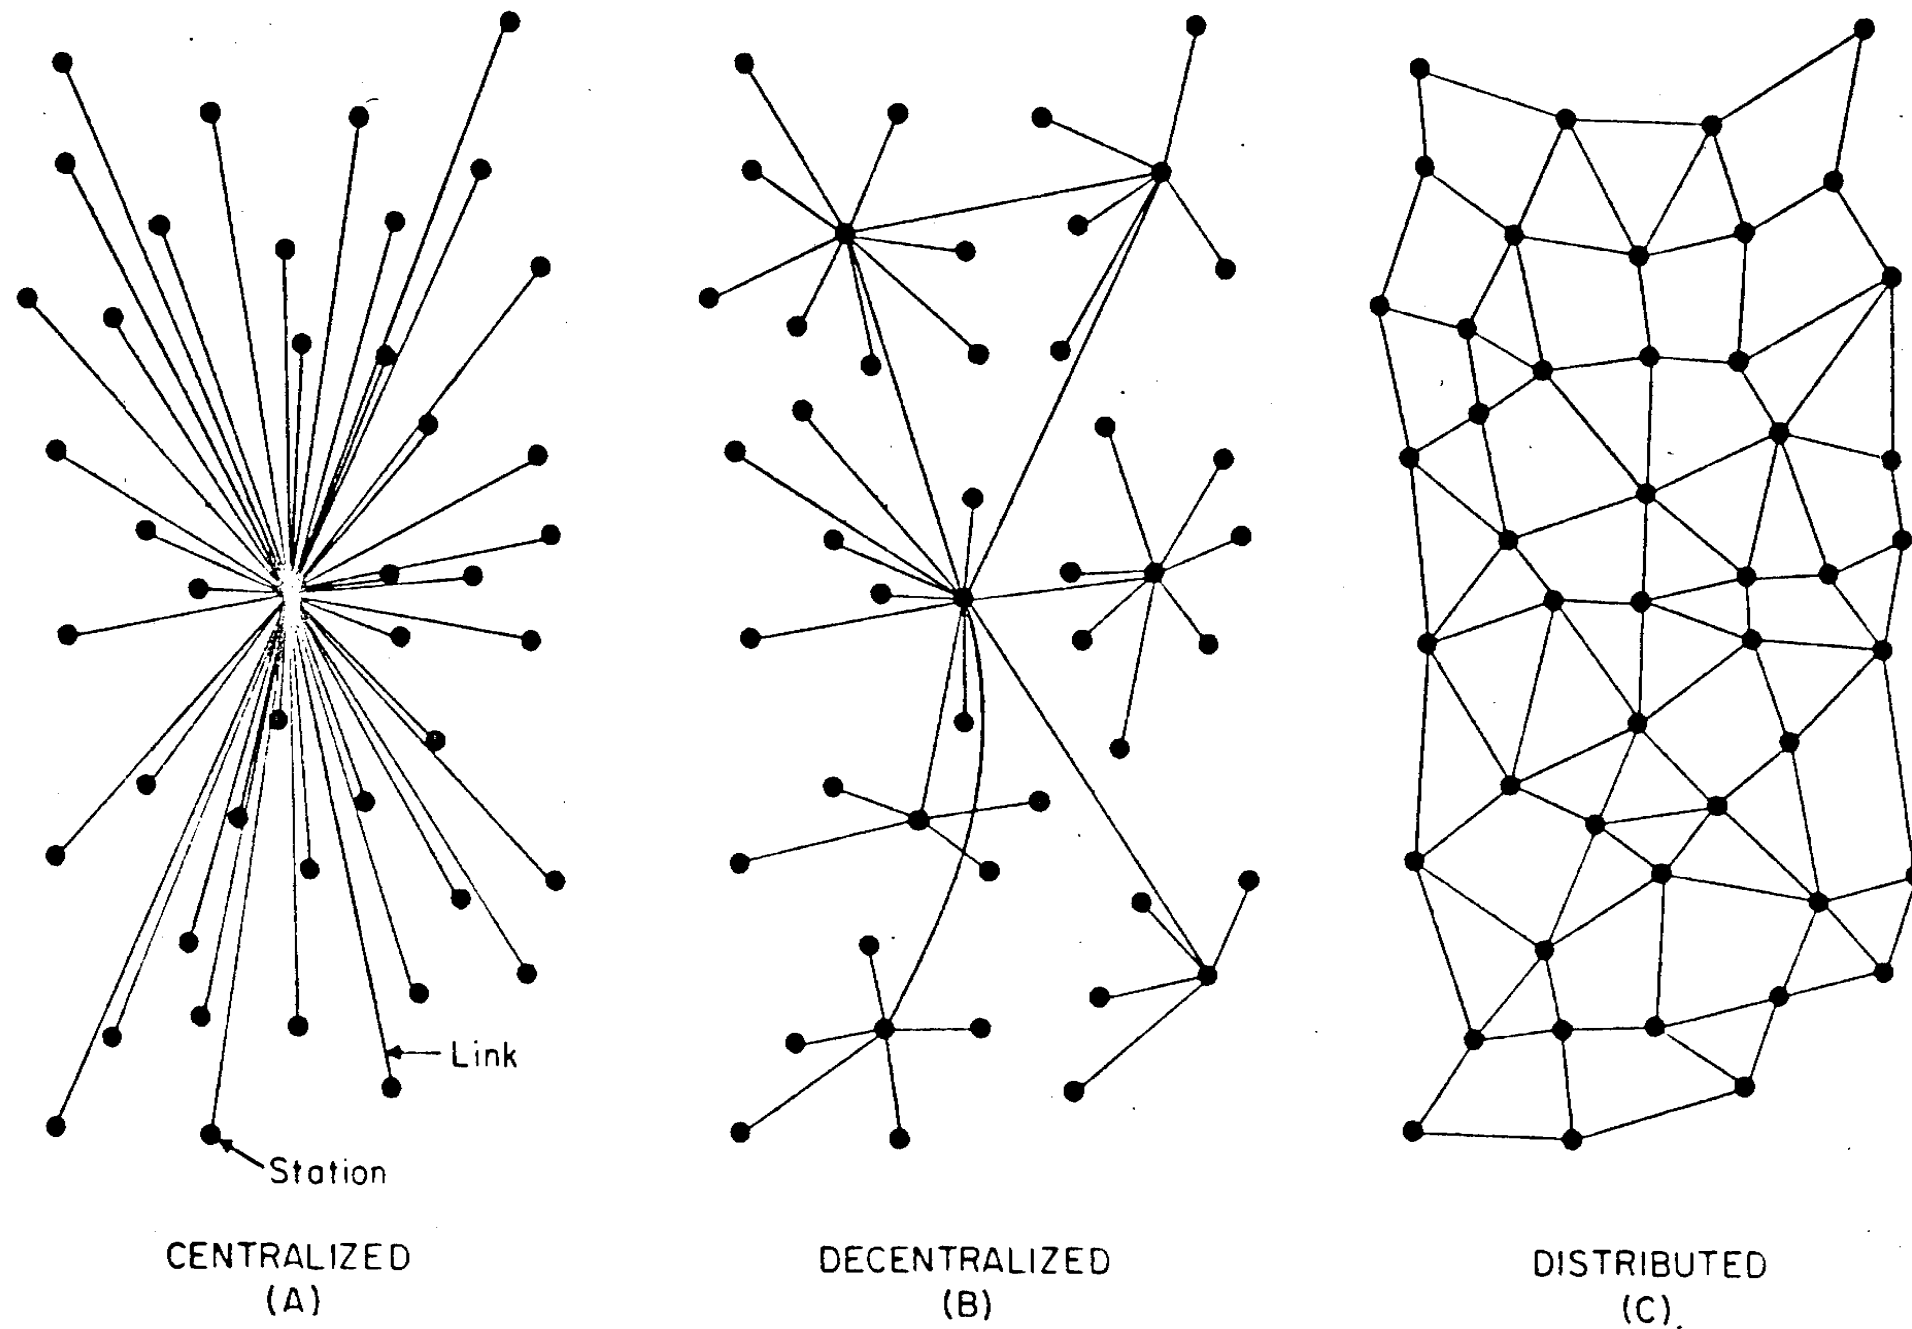 Link
Station
CENTRALIZED
(A)
DECENTRALIZED
(B)
DISTRIBUTED
(C).